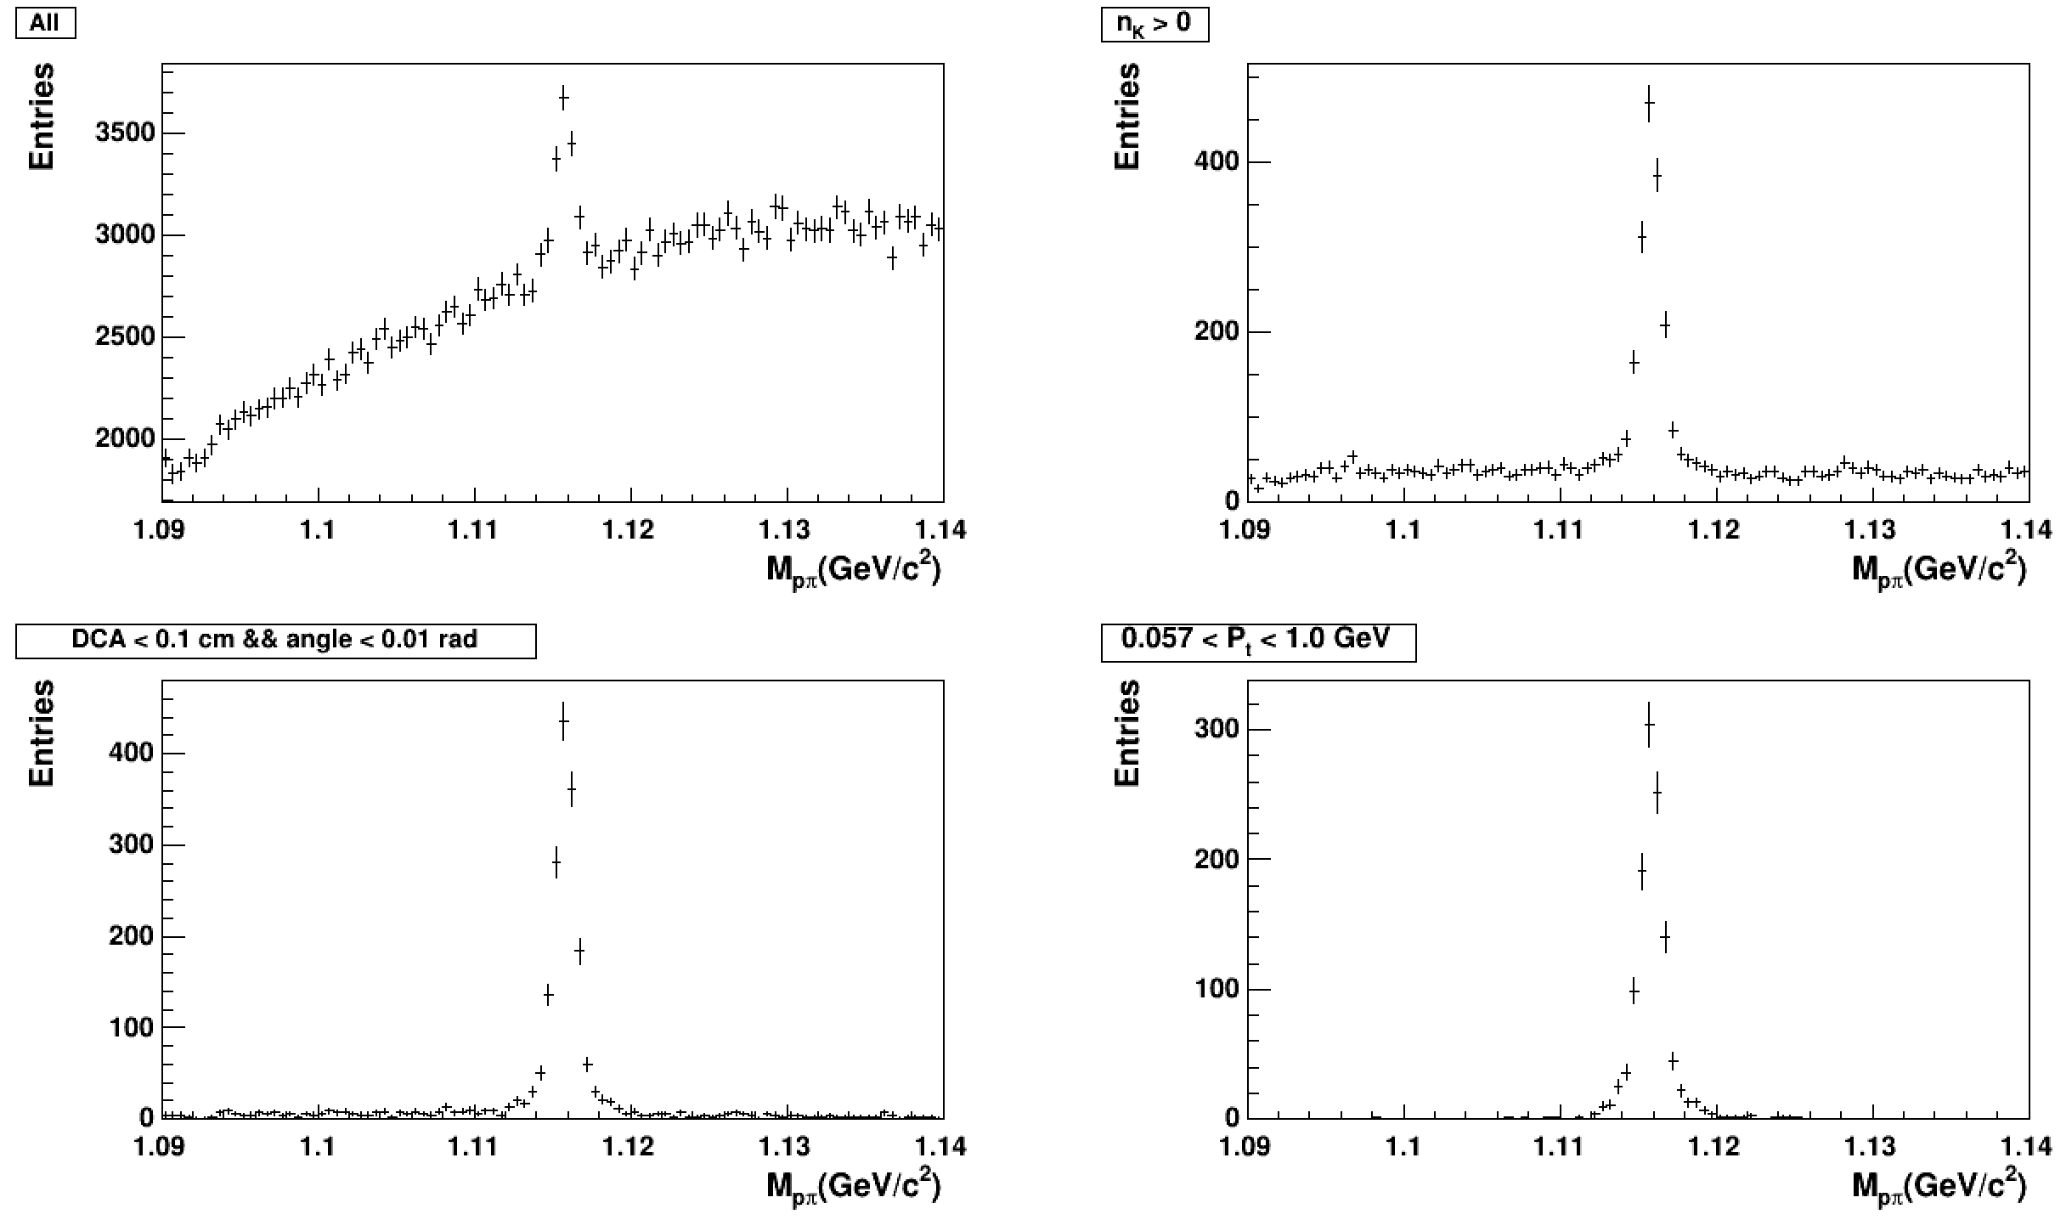 All
Entries
3500
3000
2500
2000
1.09 1.1 1.11 1.12 1.13 1.14
Mpπ(GeV/c²)
nK > 0
Entries
400
200
0
1.09 1.1 1.11 1.12 1.13 1.14
Mpπ(GeV/c²)
DCA < 0.1 cm && angle < 0.01 rad
Entries
400
300
200
100
0
1.09 1.1 1.11 1.12 1.13 1.14
Mpπ(GeV/c²)
0.057 < Pt < 1.0 GeV
Entries
300
200
100
0
1.09 1.1 1.11 1.12 1.13 1.14
Mpπ(GeV/c²)